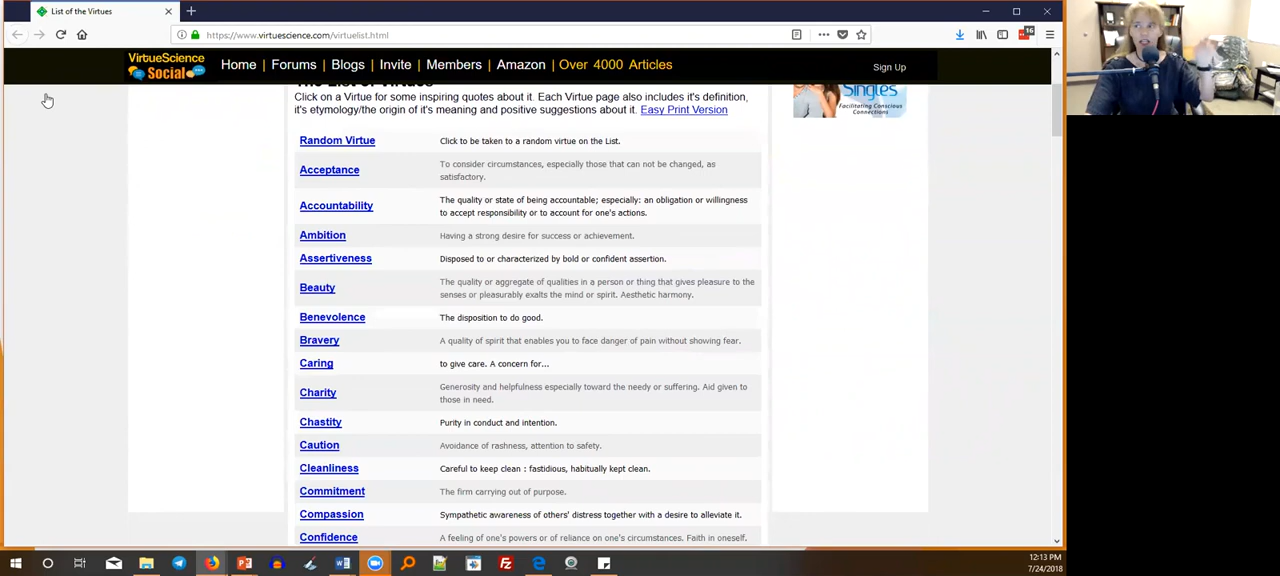 List of the Virtues
https://www.virtuescience.com/virtuelist.html
16
VirtueScience
Social
Home | Forums | Blogs | Invite | Members | Amazon | Over 4000 Articles
Sign Up
The List of Virtues
Click on a Virtue for some inspiring quotes about it. Each Virtue page also includes it's definition,
it's etymology/the origin of it's meaning and positive suggestions about it. Easy Print Version
Singles
Facilitating Conscious
Connections
Random Virtue Click to be taken to a random virtue on the List.
Acceptance To consider circumstances, especially those that can not be changed, as
satisfactory.
Accountability The quality or state of being accountable; especially: an obligation or willingness
to accept responsibility or to account for one's actions.
Ambition Having a strong desire for success or achievement.
Assertiveness Disposed to or characterized by bold or confident assertion.
Beauty The quality or aggregate of qualities in a person or thing that gives pleasure to the
senses or pleasurably exalts the mind or spirit. Aesthetic harmony.
Benevolence The disposition to do good.
Bravery A quality of spirit that enables you to face danger of pain without showing fear.
Caring to give care. A concern for...
Charity Generosity and helpfulness especially toward the needy or suffering. Aid given to
those in need.
Chastity Purity in conduct and intention.
Caution Avoidance of rashness, attention to safety.
Cleanliness Careful to keep clean : fastidious, habitually kept clean.
Commitment The firm carrying out of purpose.
Compassion Sympathetic awareness of others' distress together with a desire to alleviate it.
Confidence A feeling of one's powers or of reliance on one's circumstances. Faith in oneself.
12:13 PM
7/24/2018